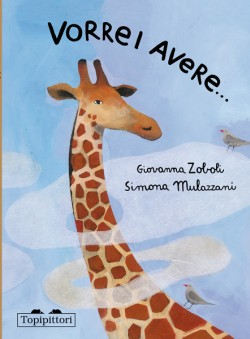 VORREI AVERE...
Giovanna Zoboli
Simona Mulazzani
Topipittori